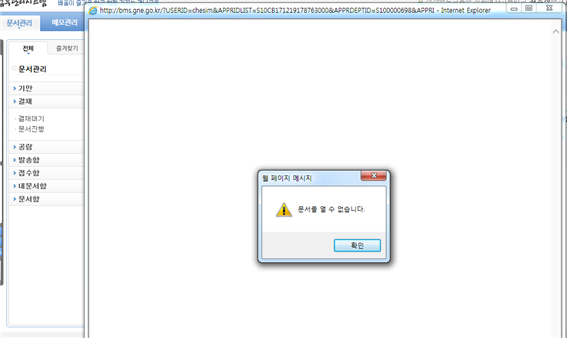 http://bms.gne.go.kr/?USERID=chesim&APPRIDLIST=S10CB171219178763000&APPRDEPTID=S100000698&APPRI - Internet Explorer
문서관리
메모관리
전체
즐겨찾기
문서관리
기안
결재
결재대기
문서진행
공람
발송함
접수함
내문서함
문서함
웹 페이지 메시지
문서를 열 수 없습니다.
확인